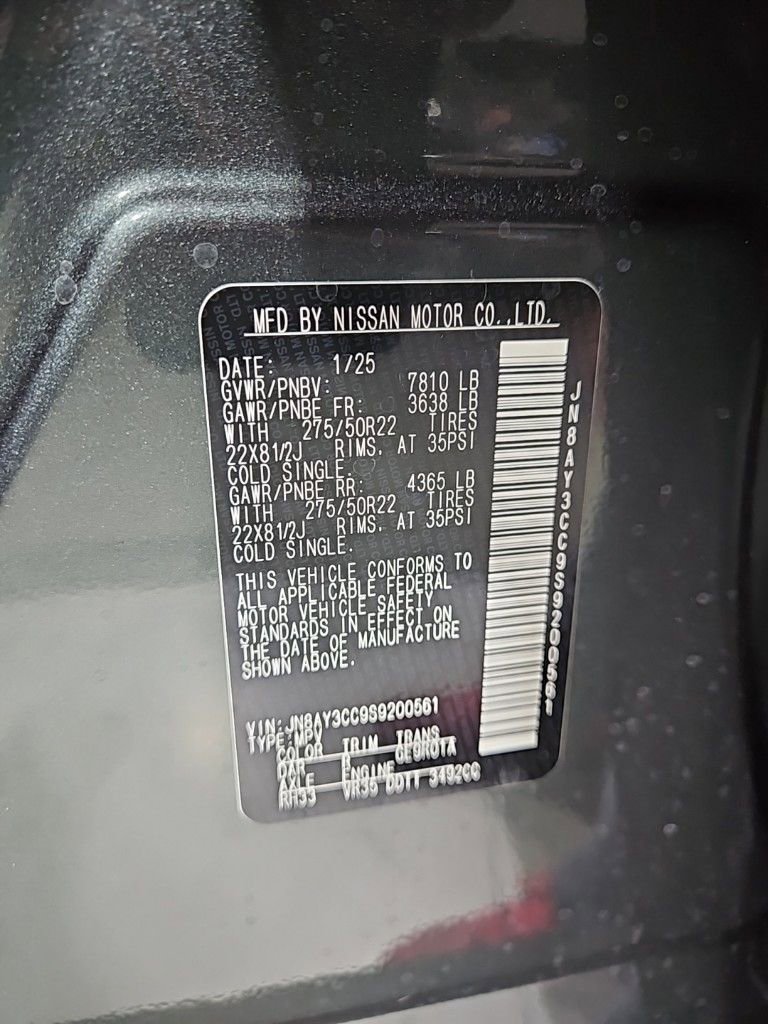 MFD BY NISSAN MOTOR CO.,LTD.
DATE: 1/25
GVWR/PNBV: 7810 LB
GAWR/PNBE FR: 3638 LB
WITH 275/50R22 TIRES
22X81/2J RIMS. AT 35PSI
COLD SINGLE.
GAWR/PNBE RR: 4365 LB
WITH 275/50R22 TIRES
22X81/2J RIMS. AT 35PSI
COLD SINGLE.
THIS VEHICLE CONFORMS TO
ALL APPLICABLE FEDERAL
MOTOR VEHICLE SAFETY
STANDARDS IN EFFECT ON
THE DATE OF MANUFACTURE
SHOWN ABOVE.
VIN:JN8AY3CC9S9200561
TYPE:MPV
COLOR TRIM TRANS
AXLE ENGINE
VR35 DDTT 3492CC
JN8AY3CC9S9200561